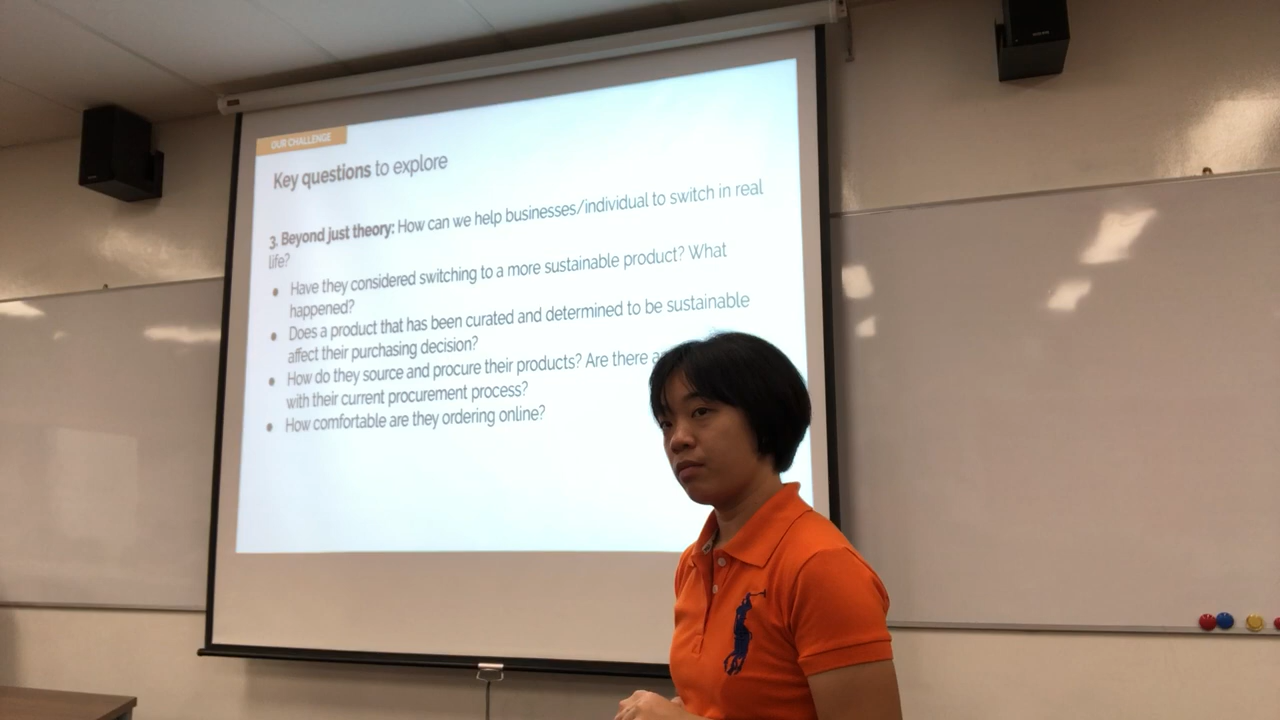 OUR CHALLENGE
Key questions to explore
3. Beyond just theory: How can we help businesses/individual to switch in real
life?
● Have they considered switching to a more sustainable product? What
happened?
● Does a product that has been curated and determined to be sustainable
affect their purchasing decision?
● How do they source and procure their products? Are there
with their current procurement process?
● How comfortable are they ordering online?